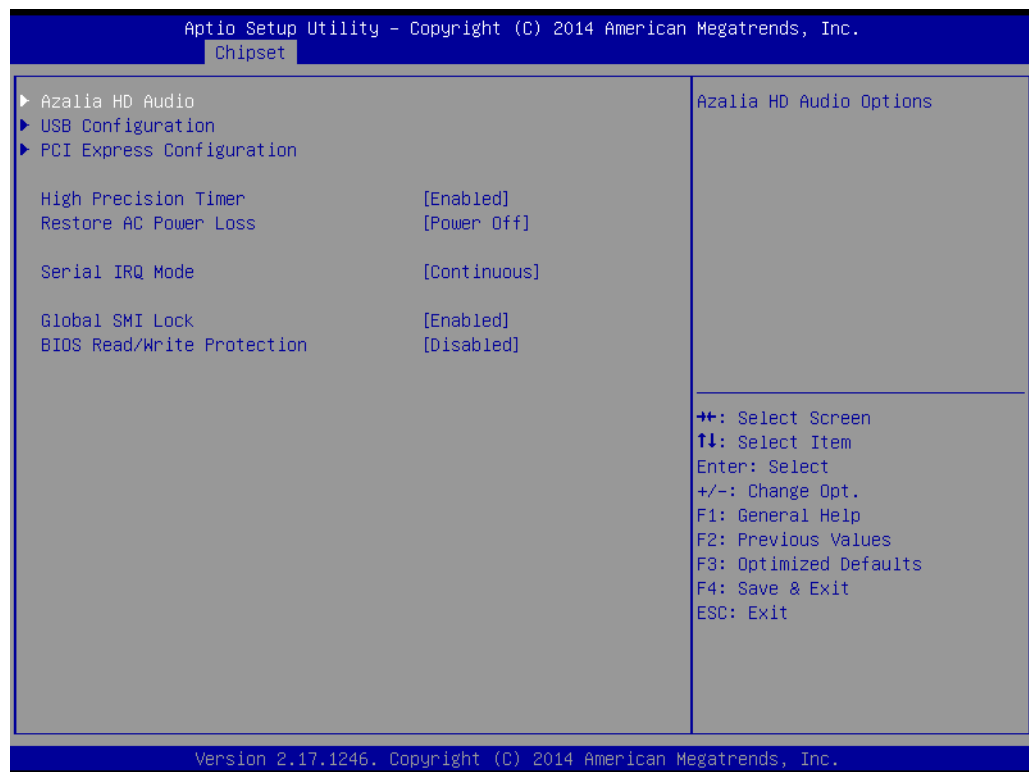 Aptio Setup Utility – Copyright (C) 2014 American Megatrends, Inc.
Chipset
▶ Azalia HD Audio
▶ USB Configuration
▶ PCI Express Configuration
High Precision Timer [Enabled]
Restore AC Power Loss [Power Off]
Serial IRQ Mode [Continuous]
Global SMI Lock [Enabled]
BIOS Read/Write Protection [Disabled]
Azalia HD Audio Options
→←: Select Screen
↑↓: Select Item
Enter: Select
+/-: Change Opt.
F1: General Help
F2: Previous Values
F3: Optimized Defaults
F4: Save & Exit
ESC: Exit
Version 2.17.1246. Copyright (C) 2014 American Megatrends, Inc.